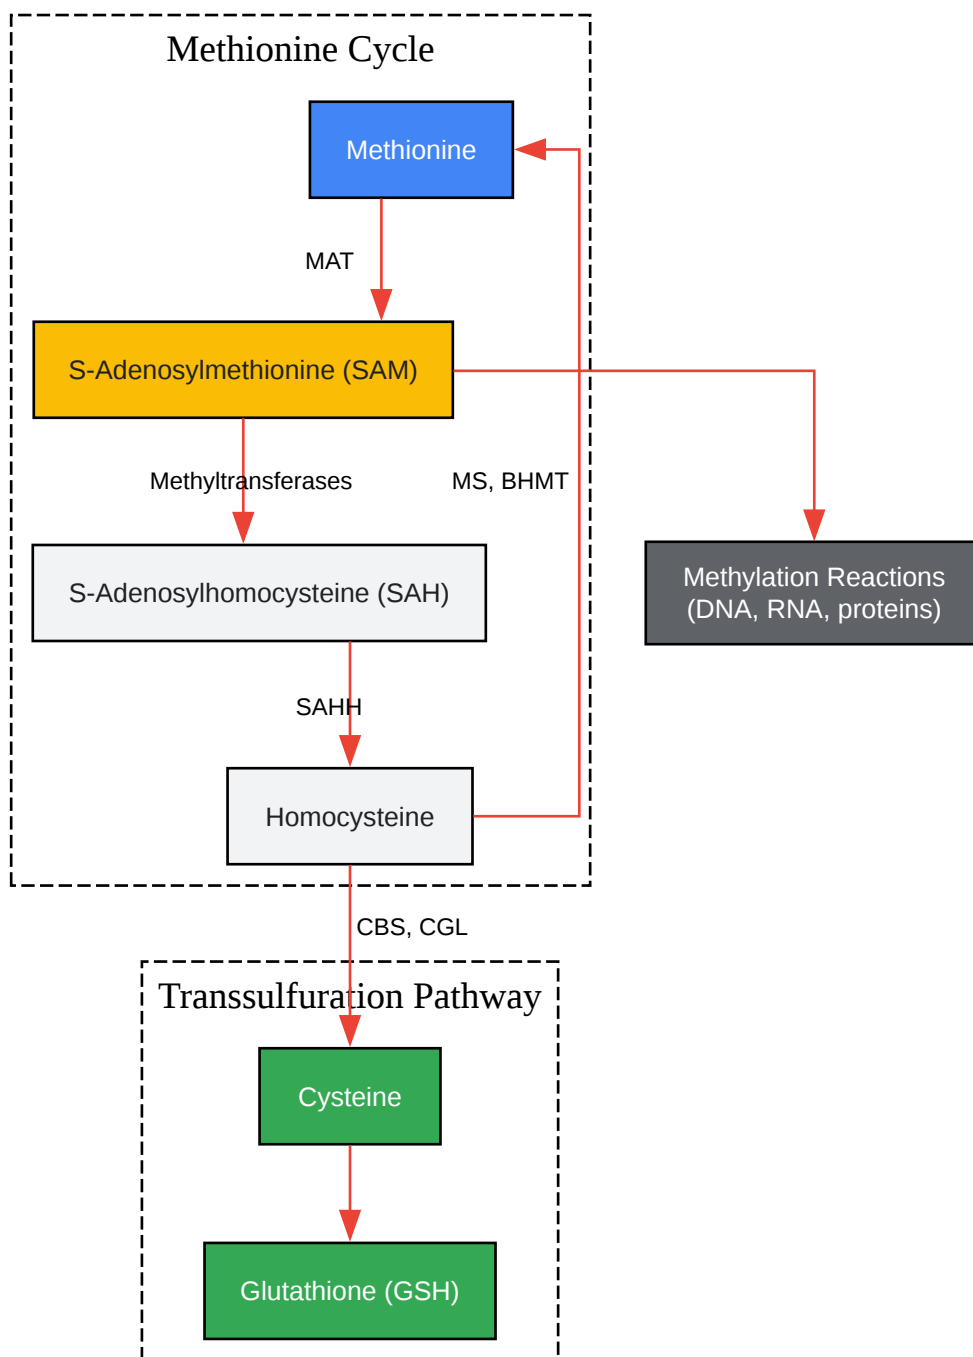 Methionine Cycle
Methionine
MAT
S-Adenosylmethionine (SAM)
Methyltransferases
MS, BHMT
S-Adenosylhomocysteine (SAH)
Methylation Reactions
(DNA, RNA, proteins)
SAHH
Homocysteine
CBS, CGL
Transsulfuration Pathway
Cysteine
Glutathione (GSH)